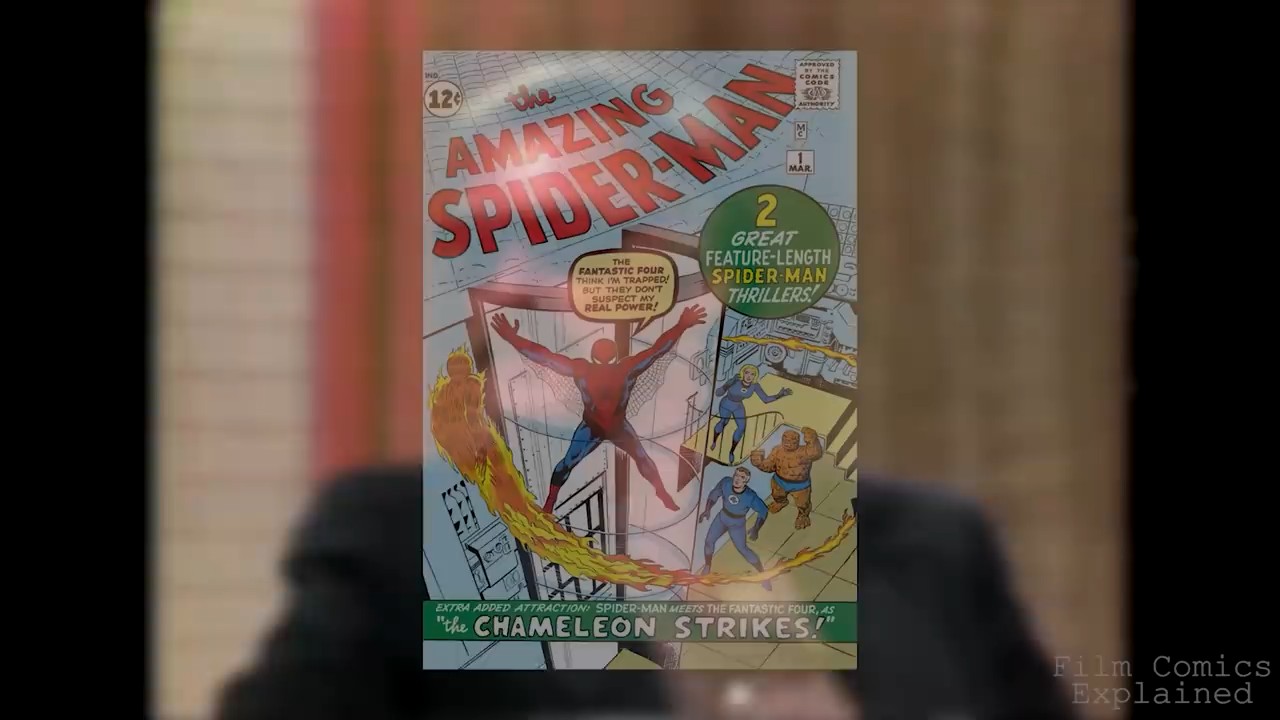 IND.
12¢
the
AMAZING
SPIDER-MAN
APPROVED
BY THE
COMICS
CODE
AUTHORITY
MC
1
MAR.
2
GREAT
FEATURE-LENGTH
SPIDER-MAN
THRILLERS!
THE
FANTASTIC FOUR
THINK I'M TRAPPED!
BUT THEY DON'T
SUSPECT MY
REAL POWER!
EXTRA ADDED ATTRACTION: SPIDER-MAN MEETS THE FANTASTIC FOUR, AS
"the CHAMELEON STRIKES!"
Film Comics
Explained